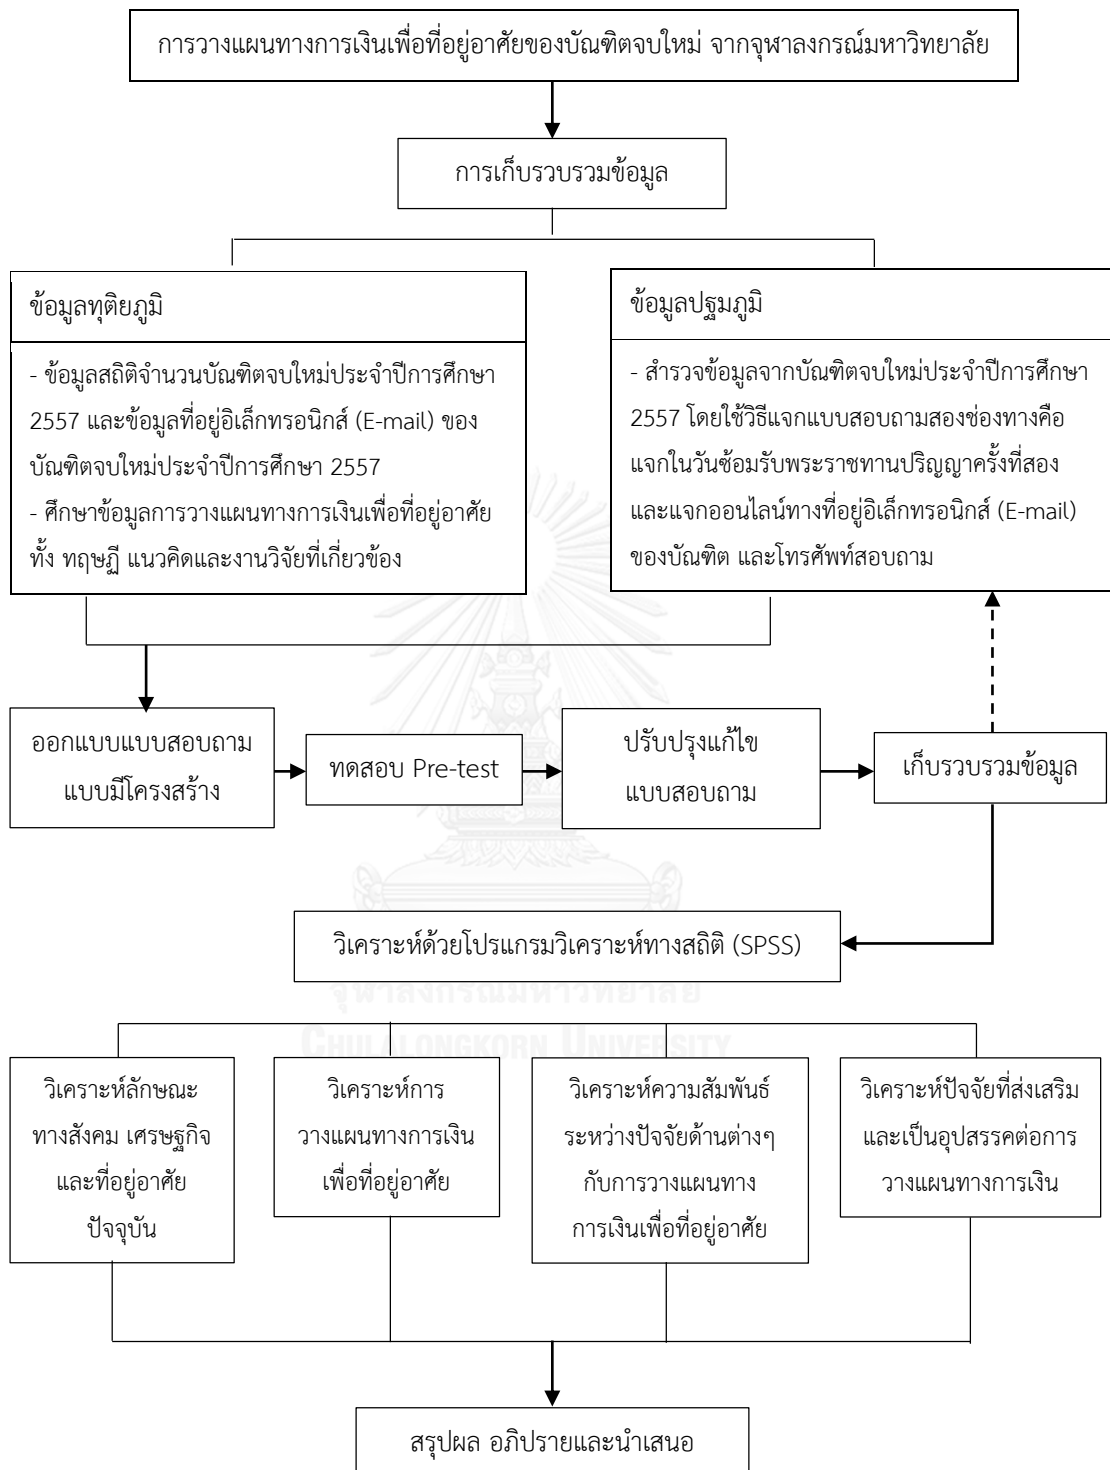 การวางแผนทางการเงินเพื่อที่อยู่อาศัยของบัณฑิตจบใหม่ จากจุฬาลงกรณ์มหาวิทยาลัย
การเก็บรวบรวมข้อมูล
ข้อมูลทุติยภูมิ
- ข้อมูลสถิติจำนวนบัณฑิตจบใหม่ประจำปีการศึกษา
2557 และข้อมูลที่อยู่อิเล็กทรอนิกส์ (E-mail) ของ
บัณฑิตจบใหม่ประจำปีการศึกษา 2557
- ศึกษาข้อมูลการวางแผนทางการเงินเพื่อที่อยู่อาศัย
ทั้ง ทฤษฎี แนวคิดและงานวิจัยที่เกี่ยวข้อง
ข้อมูลปฐมภูมิ
- สำรวจข้อมูลจากบัณฑิตจบใหม่ประจำปีการศึกษา
2557 โดยใช้วิธีแจกแบบสอบถามสองช่องทางคือ
แจกในวันซ้อมรับพระราชทานปริญญาครั้งที่สอง
และแจกออนไลน์ทางที่อยู่อิเล็กทรอนิกส์ (E-mail)
ของบัณฑิต และโทรศัพท์สอบถาม
ออกแบบแบบสอบถาม
แบบมีโครงสร้าง
ทดสอบ Pre-test
ปรับปรุงแก้ไข
แบบสอบถาม
เก็บรวบรวมข้อมูล
วิเคราะห์ด้วยโปรแกรมวิเคราะห์ทางสถิติ (SPSS)
จุฬาลงกรณ์มหาวิทยาลัย
CHULALONGKORN UNIVERSITY
วิเคราะห์ลักษณะ
ทางสังคม เศรษฐกิจ
และที่อยู่อาศัย
ปัจจุบัน
วิเคราะห์การ
วางแผนทางการเงิน
เพื่อที่อยู่อาศัย
วิเคราะห์ความสัมพันธ์
ระหว่างปัจจัยด้านต่างๆ
กับการวางแผนทาง
การเงินเพื่อที่อยู่อาศัย
วิเคราะห์ปัจจัยที่ส่งเสริม
และเป็นอุปสรรคต่อการ
วางแผนทางการเงิน
สรุปผล อภิปรายและนำเสนอ